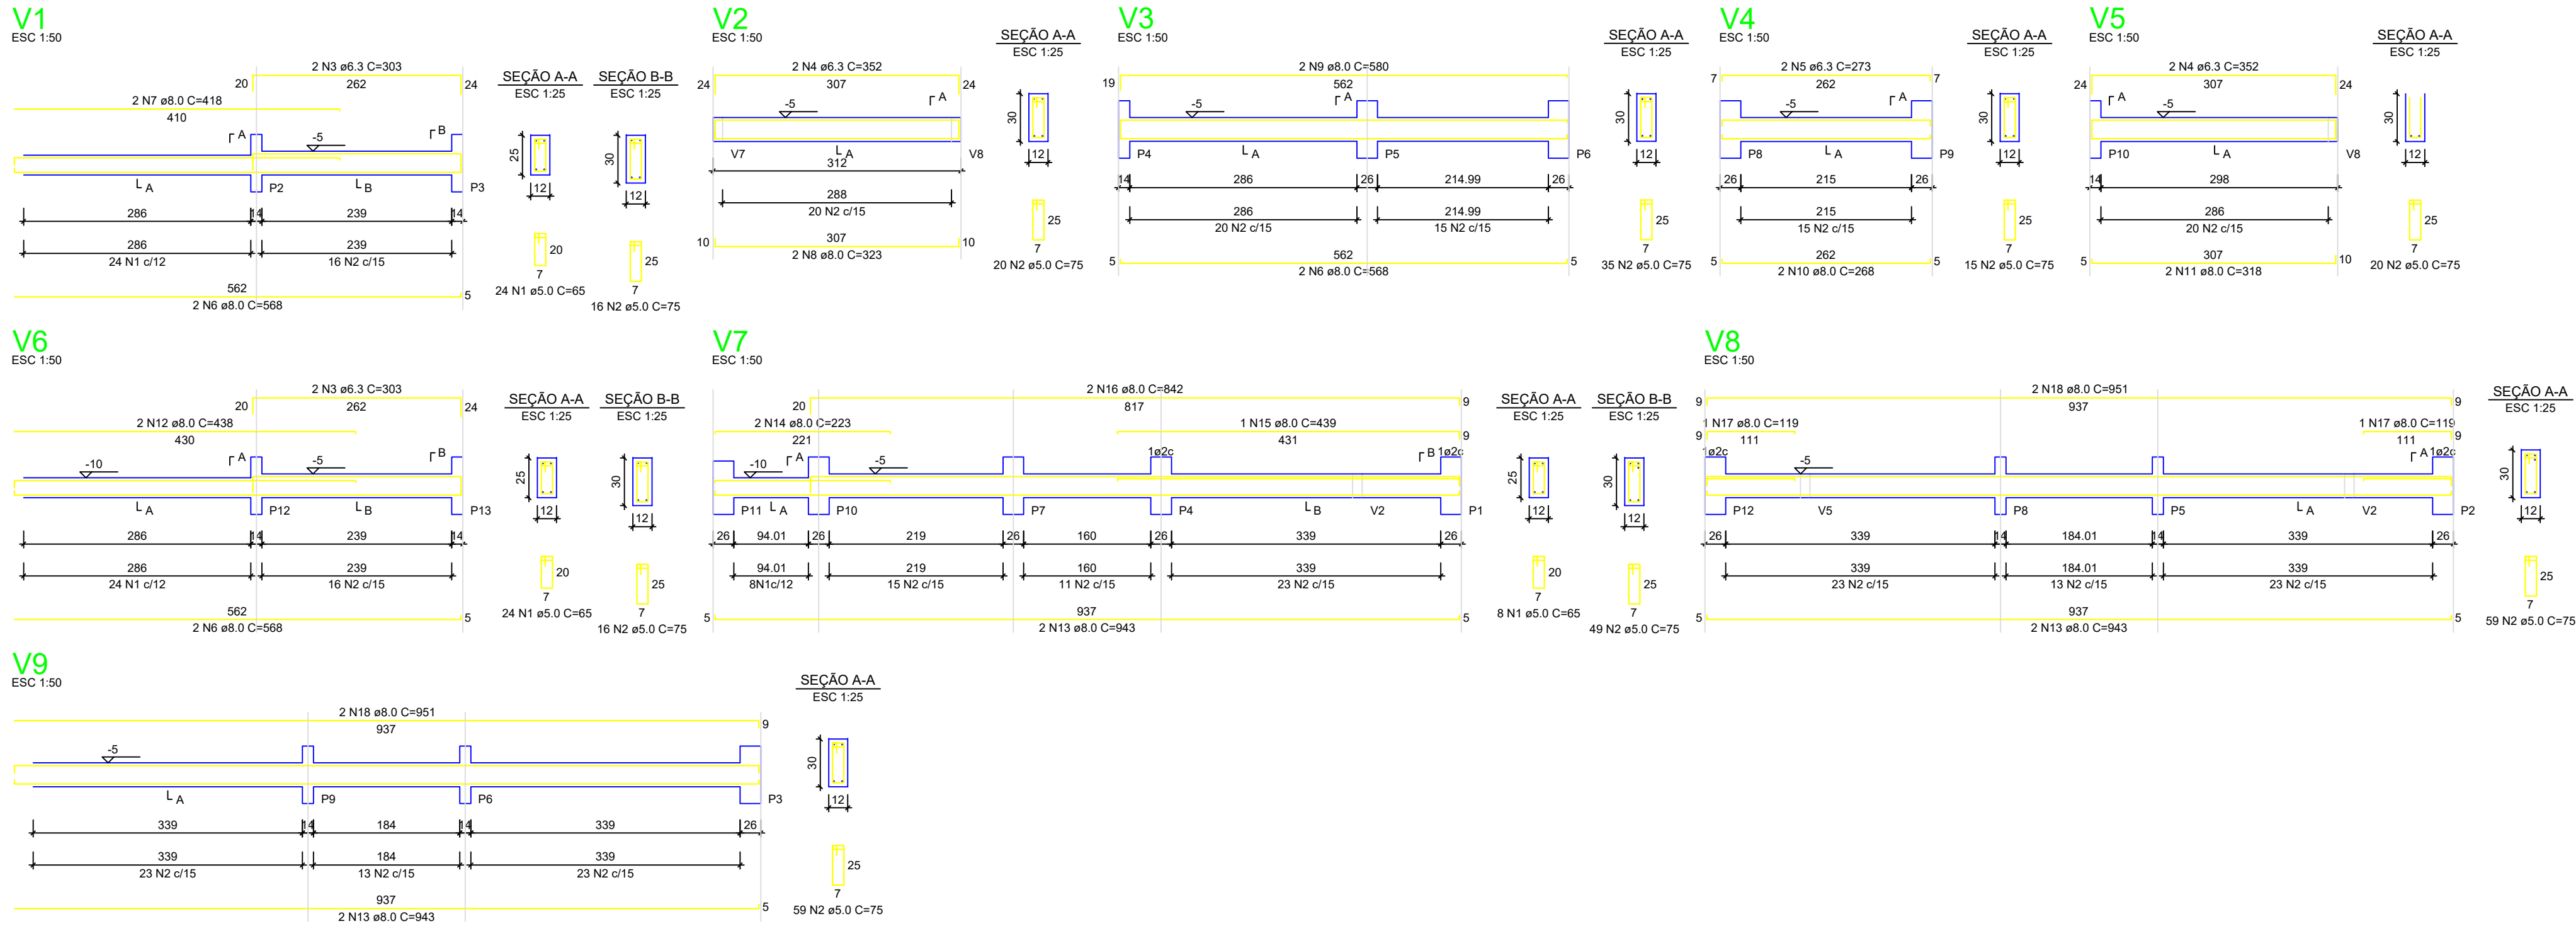 V1
ESC 1:50
2 N3 ø6.3 C=303
20 262 24
2 N7 ø8.0 C=418
410
A -5 B
A P2 B P3
286 14 239 14
286 239
24 N1 c/12 16 N2 c/15
562
2 N6 ø8.0 C=568 5
SEÇÃO A-A
ESC 1:25
25
12
20
7
24 N1 ø5.0 C=65
SEÇÃO B-B
ESC 1:25
30
12
25
7
16 N2 ø5.0 C=75
V2
ESC 1:50
2 N4 ø6.3 C=352
24 307 24
-5 A
V7 A V8
312
288
20 N2 c/15
10 307 10
2 N8 ø8.0 C=323
SEÇÃO A-A
ESC 1:25
30
12
25
7
20 N2 ø5.0 C=75
V3
ESC 1:50
2 N9 ø8.0 C=580
19 562
-5 A
P4 A P5 P6
14 286 26 214.99 26
286 214.99
20 N2 c/15 15 N2 c/15
5 562 5
2 N6 ø8.0 C=568
SEÇÃO A-A
ESC 1:25
30
12
25
7
35 N2 ø5.0 C=75
V4
ESC 1:50
2 N5 ø6.3 C=273
7 262 7
-5 A
P8 A P9
26 215 26
215
15 N2 c/15
5 262 5
2 N10 ø8.0 C=268
SEÇÃO A-A
ESC 1:25
30
12
25
7
15 N2 ø5.0 C=75
V5
ESC 1:50
2 N4 ø6.3 C=352
24 307 24
A -5
P10 A V8
14 298
286
20 N2 c/15
5 307 10
2 N11 ø8.0 C=318
SEÇÃO A-A
ESC 1:25
30
12
25
7
20 N2 ø5.0 C=75
V6
ESC 1:50
2 N3 ø6.3 C=303
20 262 24
2 N12 ø8.0 C=438
430
-10 A -5 B
A P12 B P13
286 14 239 14
286 239
24 N1 c/12 16 N2 c/15
562 5
2 N6 ø8.0 C=568
SEÇÃO A-A
ESC 1:25
25
12
20
7
24 N1 ø5.0 C=65
SEÇÃO B-B
ESC 1:25
30
12
25
7
16 N2 ø5.0 C=75
V7
ESC 1:50
2 N16 ø8.0 C=842
20 817 9
2 N14 ø8.0 C=223 1 N15 ø8.0 C=439
221 431 9
1ø2c 1ø2c
-10 A -5 B
P11 A P10 P7 P4 B V2 P1
26 94.01 26 219 26 160 26 339 26
94.01 219 160 339
8N1c/12 15 N2 c/15 11 N2 c/15 23 N2 c/15
5 937 5
2 N13 ø8.0 C=943
SEÇÃO A-A
ESC 1:25
25
12
20
7
8 N1 ø5.0 C=65
SEÇÃO B-B
ESC 1:25
30
12
25
7
49 N2 ø5.0 C=75
V8
ESC 1:50
2 N18 ø8.0 C=951
9 937 9
1 N17 ø8.0 C=119 1 N17 ø8.0 C=119
9 111 111 9
1ø2c 1ø2c
-5 A
P12 V5 P8 P5 A V2 P2
26 339 14 184.01 14 339 26
339 184.01 339
23 N2 c/15 13 N2 c/15 23 N2 c/15
5 937 5
2 N13 ø8.0 C=943
SEÇÃO A-A
ESC 1:25
30
12
25
7
59 N2 ø5.0 C=75
V9
ESC 1:50
2 N18 ø8.0 C=951
937 9
-5
A P9 P6 P3
339 14 184 14 339 26
339 184 339
23 N2 c/15 13 N2 c/15 23 N2 c/15
937 5
2 N13 ø8.0 C=943
SEÇÃO A-A
ESC 1:25
30
12
25
7
59 N2 ø5.0 C=75